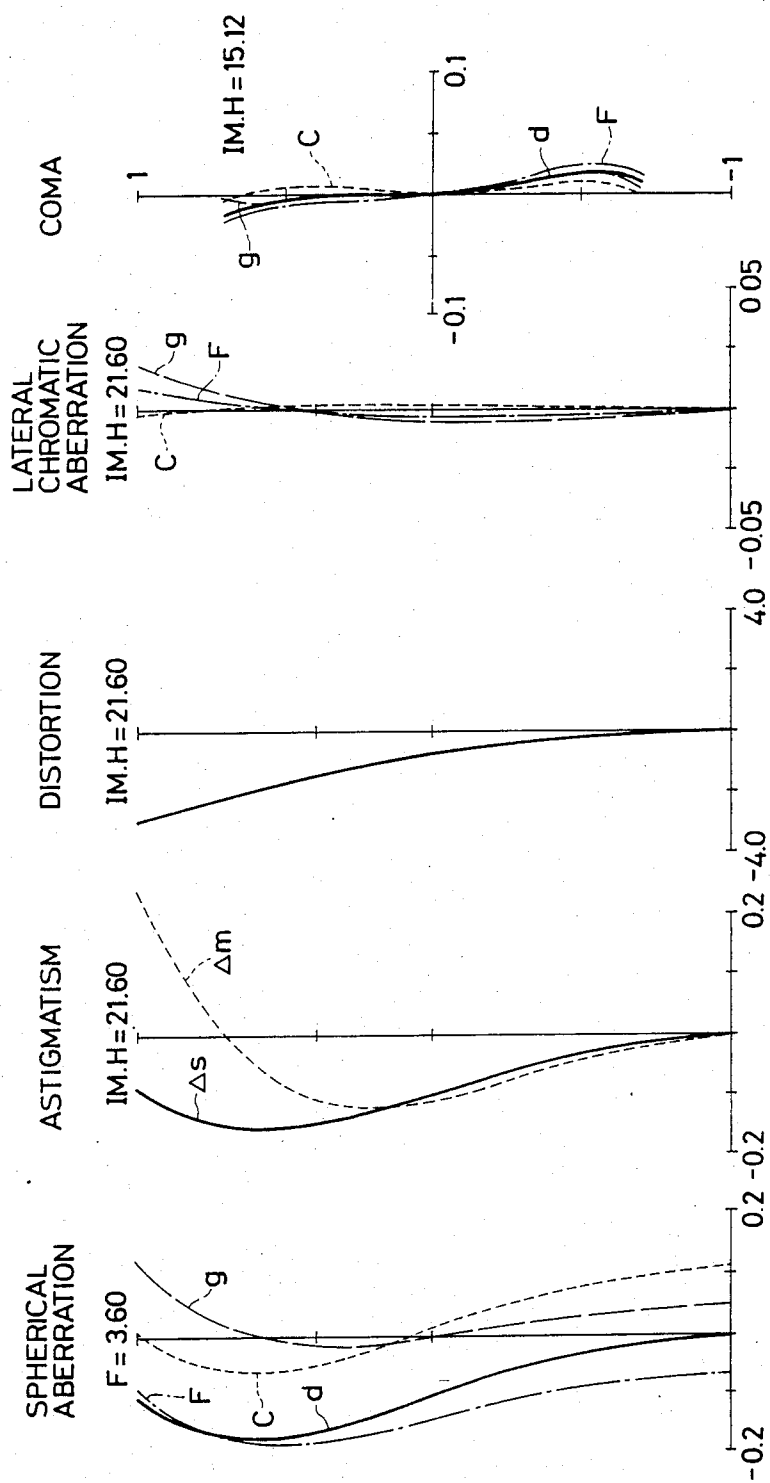 SPHERICAL
ABERRATION
F = 3.60
F
g
C
d
-0.2
0.2
ASTIGMATISM
IM.H = 21.60
Δs
Δm
-0.2
0.2
DISTORTION
IM.H = 21.60
-4.0
4.0
LATERAL
CHROMATIC
ABERRATION
IM.H = 21.60
g
F
C
-0.05
0 05
COMA
IM.H = 15.12
1
C
g
0.1
-0.1
d
F
-1